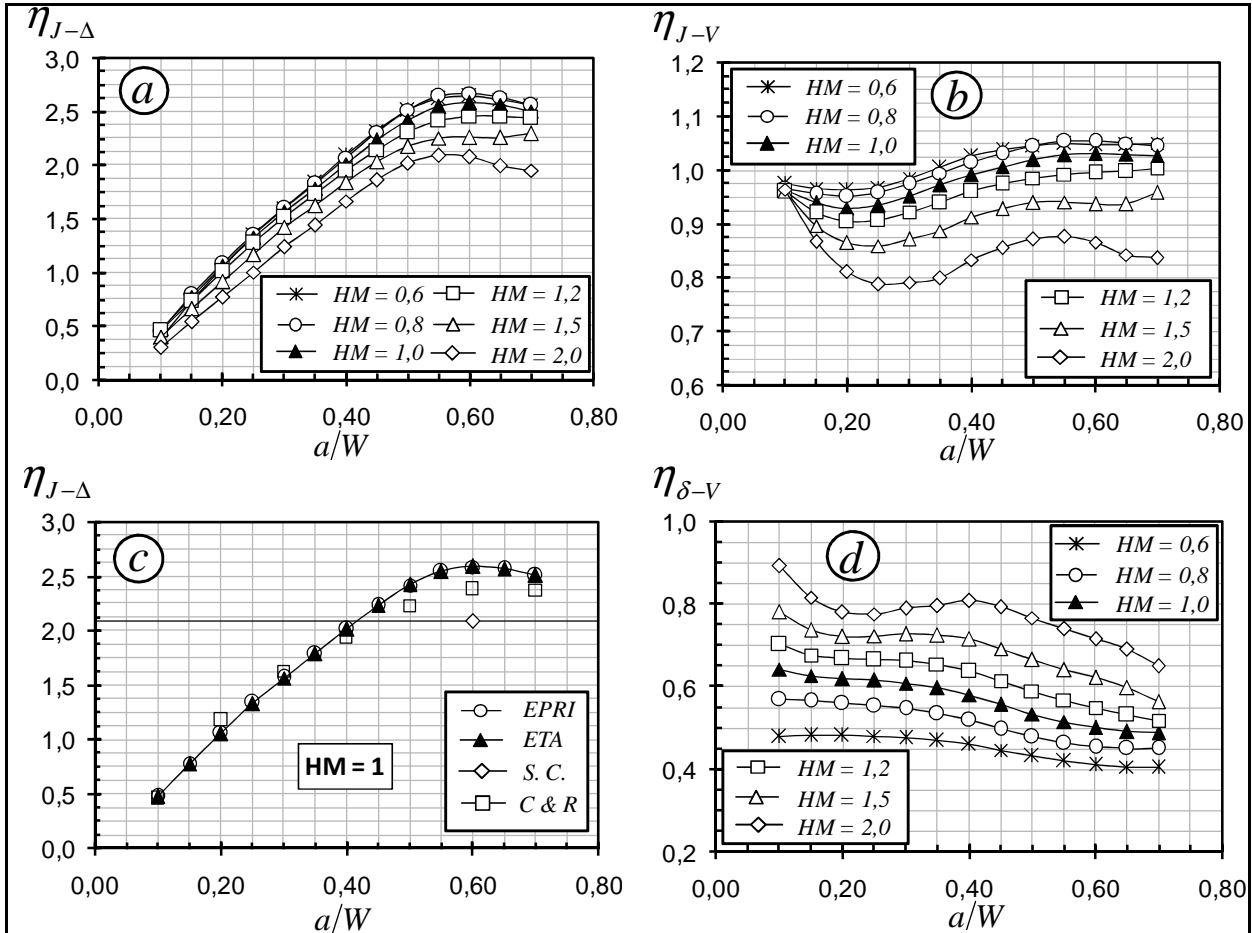 η J−Δ
a
3,0
2,5
2,0
1,5
1,0
0,5
0,0
0,00 0,20 0,40 0,60 0,80
a/W
HM = 0,6 HM = 1,2
HM = 0,8 HM = 1,5
HM = 1,0 HM = 2,0
η J−V
b
1,2
1,1
1,0
0,9
0,8
0,7
0,6
0,00 0,20 0,40 0,60 0,80
a/W
HM = 0,6
HM = 0,8
HM = 1,0
HM = 1,2
HM = 1,5
HM = 2,0
η J−Δ
c
3,0
2,5
2,0
1,5
1,0
0,5
0,0
0,00 0,20 0,40 0,60 0,80
a/W
HM = 1
EPRI
ETA
S. C.
C & R
η δ−V
d
1,0
0,8
0,6
0,4
0,2
0,00 0,20 0,40 0,60 0,80
a/W
HM = 0,6
HM = 0,8
HM = 1,0
HM = 1,2
HM = 1,5
HM = 2,0